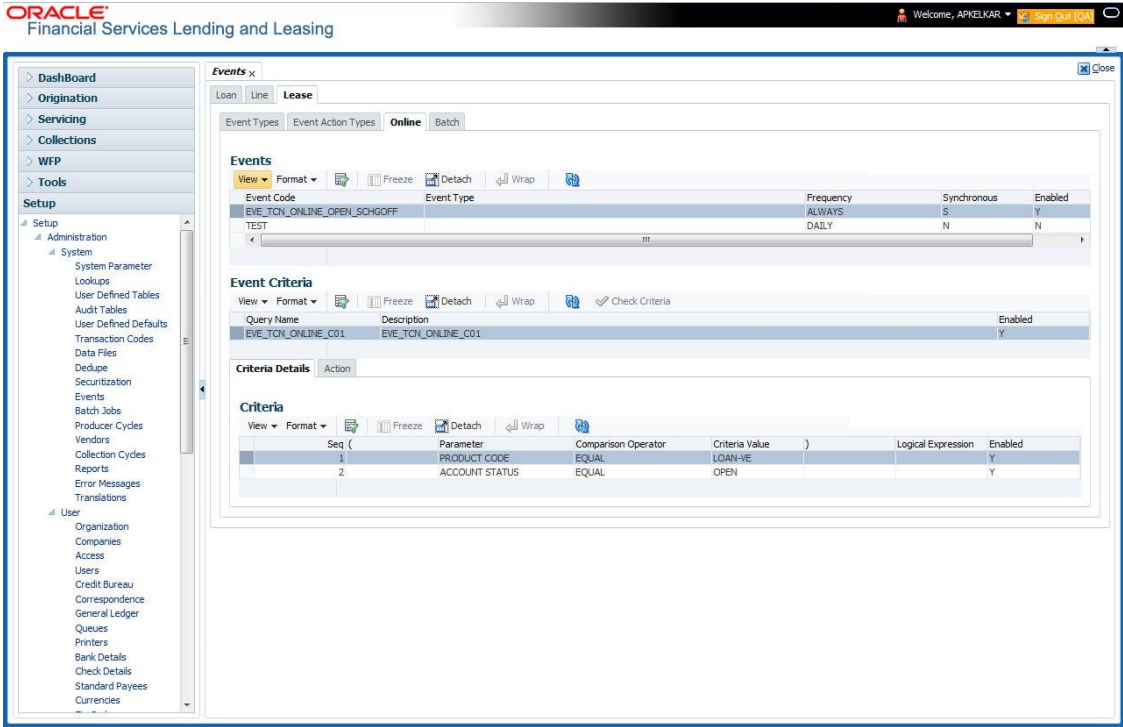 ORACLE®
Financial Services Lending and Leasing
Welcome, APKELKAR
Sign Out [QA]
DashBoard
Origination
Servicing
Collections
WFP
Tools
Setup
Setup
Administration
System
System Parameter
Lookups
User Defined Tables
Audit Tables
User Defined Defaults
Transaction Codes
Data Files
Dedupe
Securitization
Events
Batch Jobs
Producer Cycles
Vendors
Collection Cycles
Reports
Error Messages
Translations
User
Organization
Companies
Access
Users
Credit Bureau
Correspondence
General Ledger
Queues
Printers
Bank Details
Check Details
Standard Payees
Currencies
Events
Close
Loan Line Lease
Event Types Event Action Types Online Batch
Events
View Format Freeze Detach Wrap
Event Code Event Type Frequency Synchronous Enabled
EVE_TCN_ONLINE_OPEN_SCHGOFF ALWAYS S Y
TEST DAILY N N
Event Criteria
View Format Freeze Detach Wrap Check Criteria
Query Name Description Enabled
EVE_TCN_ONLINE_C01 EVE_TCN_ONLINE_C01 Y
Criteria Details Action
Criteria
View Format Freeze Detach Wrap
Seq ( Parameter Comparison Operator Criteria Value ) Logical Expression Enabled
1 PRODUCT CODE EQUAL LOAN-VE Y
2 ACCOUNT STATUS EQUAL OPEN Y